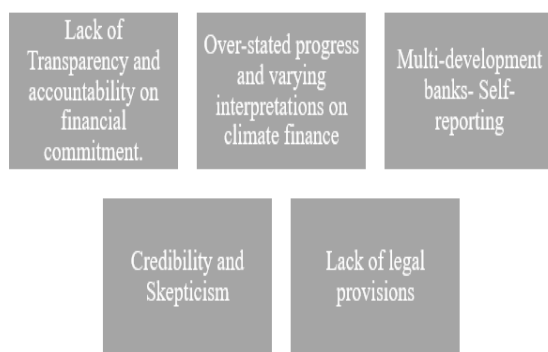 Lack of
Transparency and
accountability on
financial
commitment.
Over-stated progress
and varying
interpretations on
climate finance
Multi-development
banks- Self-
reporting
Credibility and
Skepticism
Lack of legal
provisions